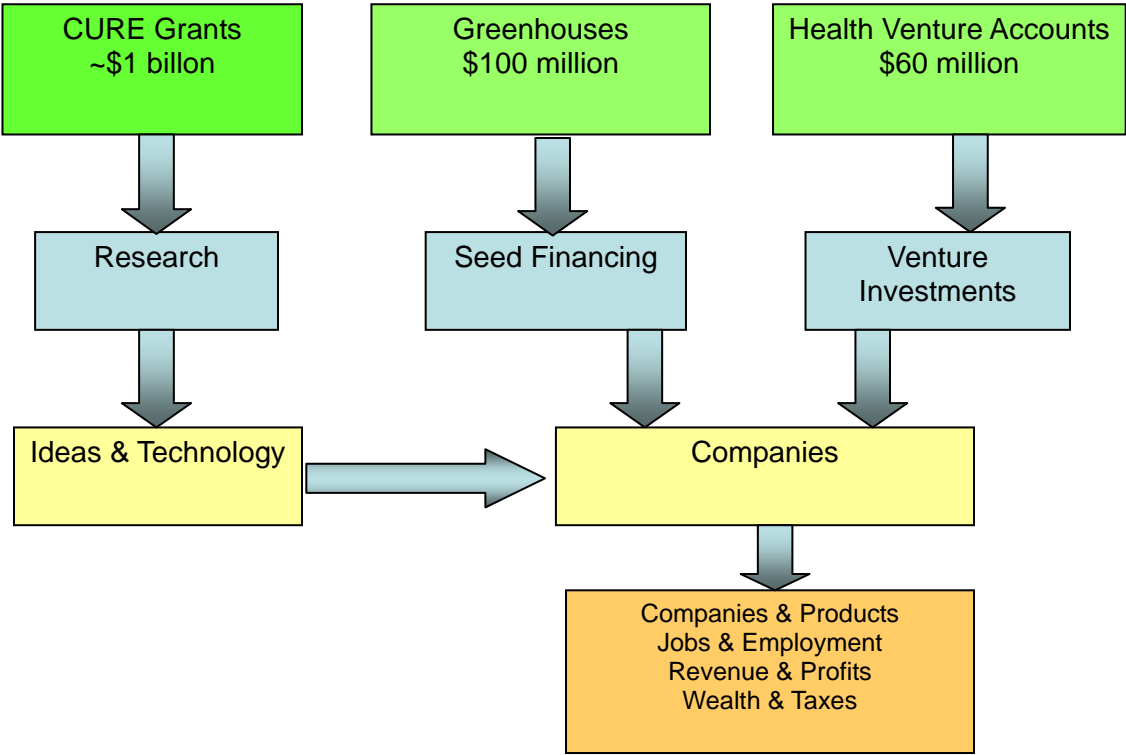 CURE Grants
~$1 billon
Greenhouses
$100 million
Health Venture Accounts
$60 million
Research
Seed Financing
Venture
Investments
Ideas & Technology
Companies
Companies & Products
Jobs & Employment
Revenue & Profits
Wealth & Taxes